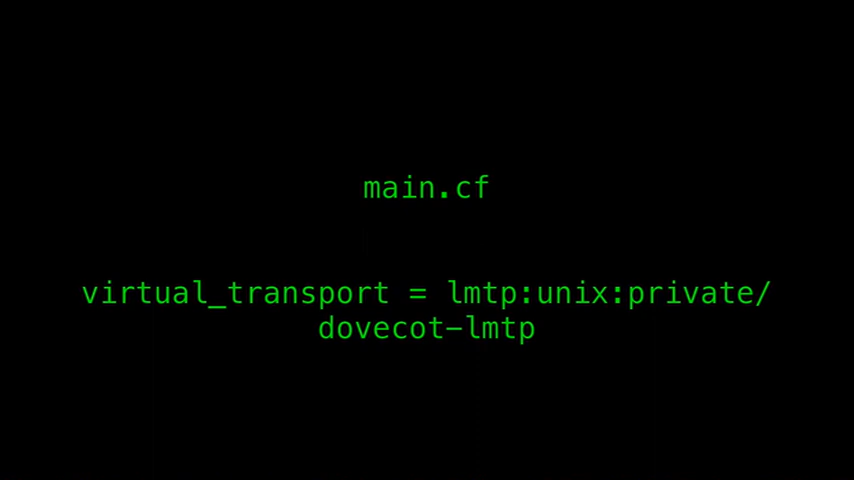 main.cf
virtual_transport = lmtp:unix:private/
dovecot-lmtp